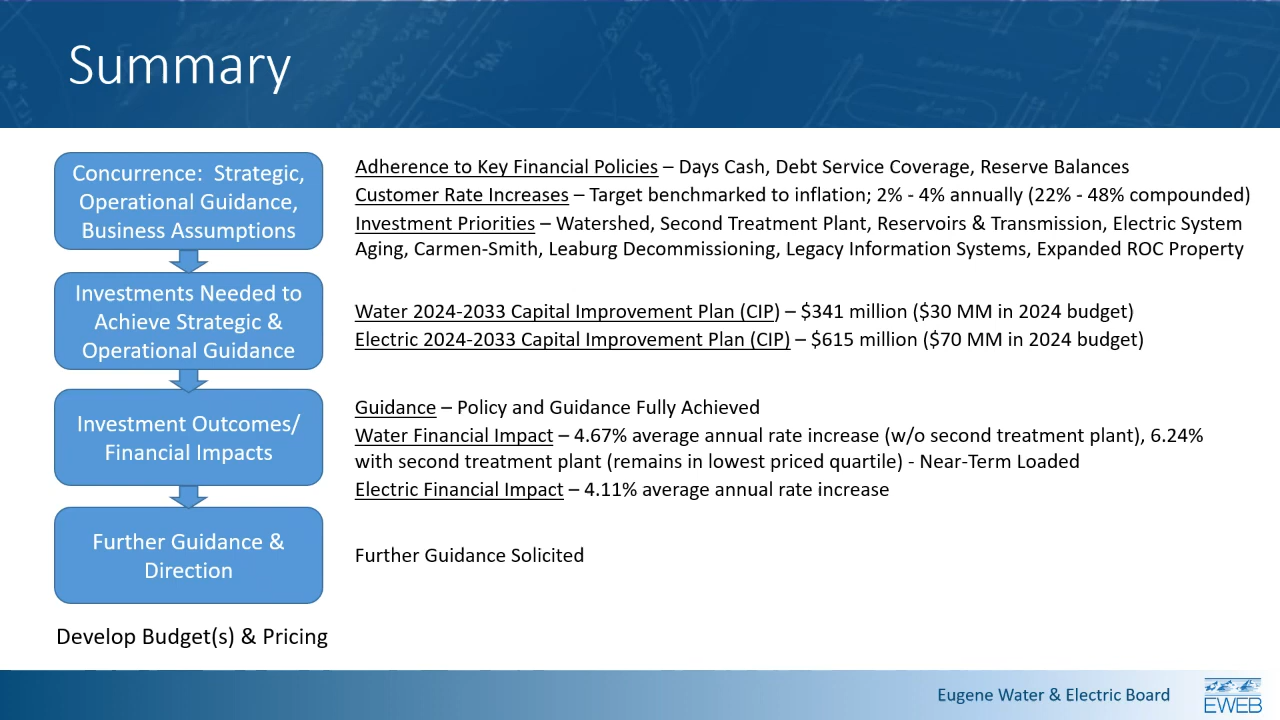 Summary
Concurrence: Strategic,
Operational Guidance,
Business Assumptions
Adherence to Key Financial Policies – Days Cash, Debt Service Coverage, Reserve Balances
Customer Rate Increases – Target benchmarked to inflation; 2% - 4% annually (22% - 48% compounded)
Investment Priorities – Watershed, Second Treatment Plant, Reservoirs & Transmission, Electric System
Aging, Carmen-Smith, Leaburg Decommissioning, Legacy Information Systems, Expanded ROC Property
Investments Needed to
Achieve Strategic &
Operational Guidance
Water 2024-2033 Capital Improvement Plan (CIP) – $341 million ($30 MM in 2024 budget)
Electric 2024-2033 Capital Improvement Plan (CIP) – $615 million ($70 MM in 2024 budget)
Investment Outcomes/
Financial Impacts
Guidance – Policy and Guidance Fully Achieved
Water Financial Impact – 4.67% average annual rate increase (w/o second treatment plant), 6.24%
with second treatment plant (remains in lowest priced quartile) - Near-Term Loaded
Electric Financial Impact – 4.11% average annual rate increase
Further Guidance &
Direction
Further Guidance Solicited
Develop Budget(s) & Pricing
Eugene Water & Electric Board
EWEB